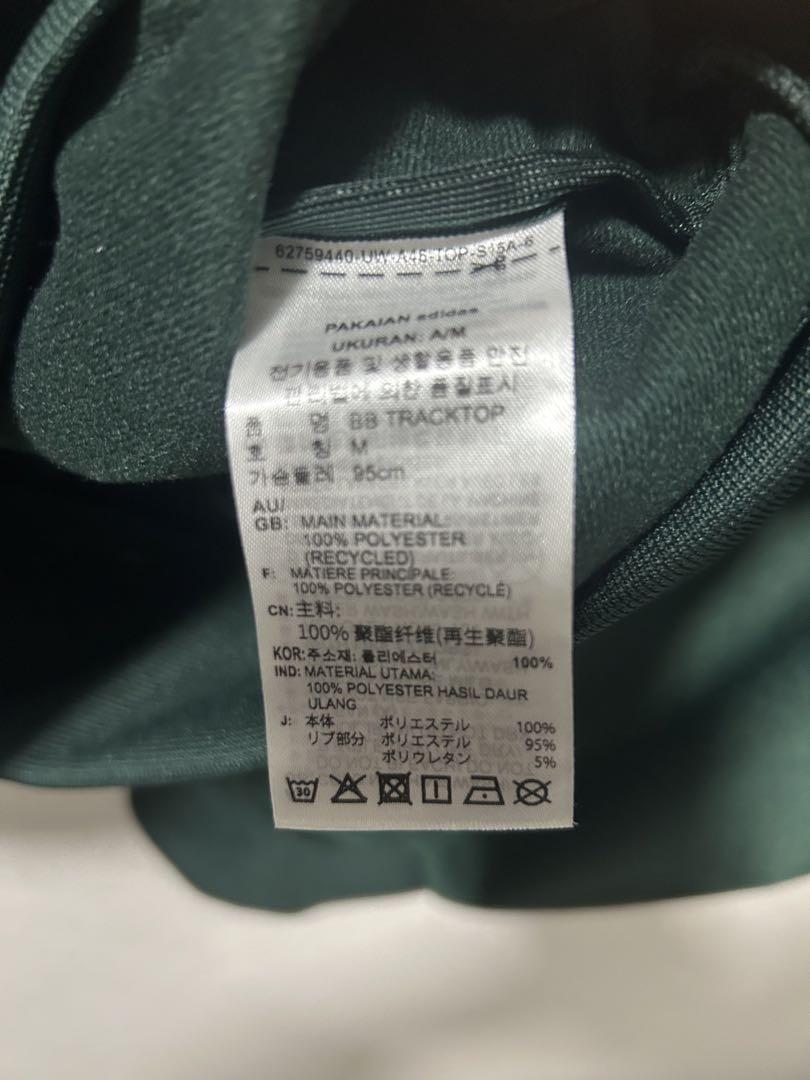 62759440-UW-A46-TOP-S45A-6
PAKAIAN adidas
UKURAN: A/M
전기용품 및 생활용품 안전
관리법에 의한 품질표시
품 명 BB TRACKTOP
호 칭 M
가슴둘레 95cm
AU/
GB: MAIN MATERIAL:
100% POLYESTER
(RECYCLED)
F: MATIERE PRINCIPALE:
100% POLYESTER (RECYCLÉ)
CN:主料:
100% 聚酯纤维(再生聚酯)
KOR:주소재: 폴리에스터 100%
IND: MATERIAL UTAMA:
100% POLYESTER HASIL DAUR
ULANG
J: 本体 ポリエステル 100%
リブ部分 ポリエステル 95%
ポリウレタン 5%
30